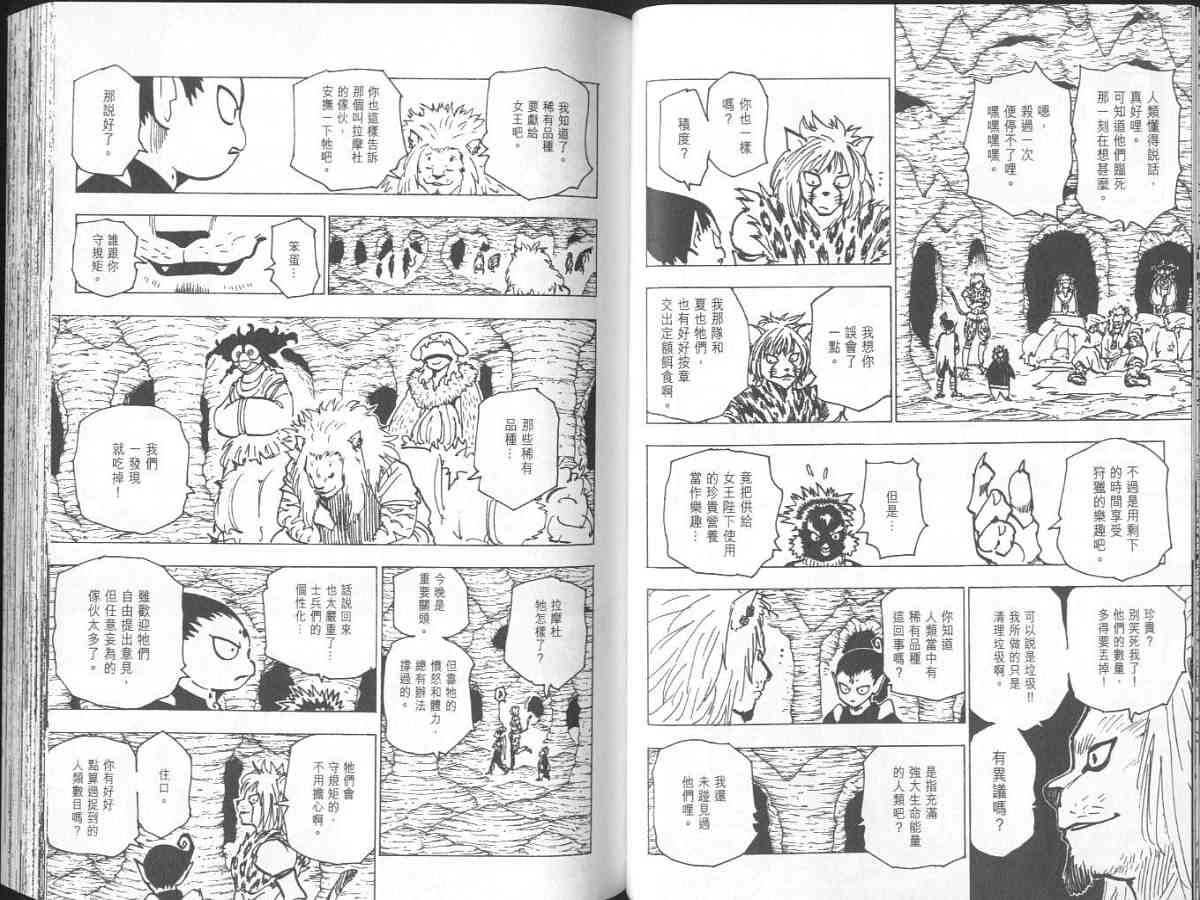 人類懂得說話，
真好哩。
可知道他們臨死
那一刻在想甚麼。
嗯，
殺過一次
便停不了哩。
嘿嘿嘿嘿。
你也一樣
嗎？
積度？
我想你
誤會了
一點。
我那隊和
夏也牠們，
也有好好按章
交出定額餌食啊。
不過是用剩下
的時間享受
狩獵的樂趣吧。
但是…
竟把供給
女王陛下使用
的珍貴營養
當作樂趣…
珍貴？
別笑死我了！
他們的數量，
多得要丟掉！
可以說是垃圾!!
我所做的只是
清理垃圾啊。
有異議嗎？
你知道
人類當中有
稀有品種
這回事嗎？
是指充滿
強大生命能量
的人類吧？
我還
未踫見過
他們哩。
我知道了。
稀有品種
要獻給
女王吧。
你也這樣告訴
那個叫拉摩杜
的傢伙，
安撫一下牠吧。
那說好了。
笨蛋…
誰跟你
守規矩。
那些稀有
品種…
我們
一發現
就吃掉！
拉摩杜
牠怎樣了？
今晚是
重要關頭。
但靠牠的
憤怒和體力，
總有辦法
撐過的。
話說回來
也太嚴重了…
士兵們的
個性化…
雖歡迎牠們
自由提出意見，
但任意妄為的
傢伙太多了。
牠們會
守規矩的，
不用擔心啊。
住口。
你有好好
點算過捉到的
人類數目嗎？